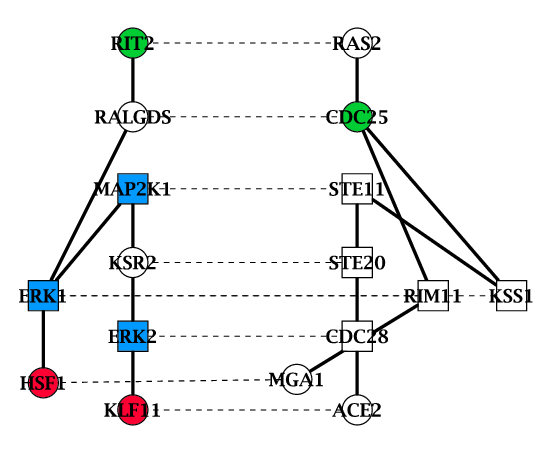 RIT2 RAS2
RALGDS CDC25
MAP2K1 STE11
KSR2 STE20
ERK1 RIM11 KSS1
ERK2 CDC28
HSF1 MGA1
KLF11 ACE2